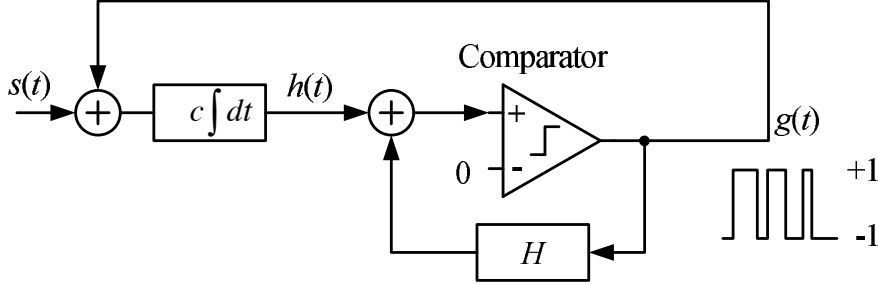 Comparator
s(t)
+
c∫dt
h(t)
+
+
-
0
g(t)
+1
-1
H